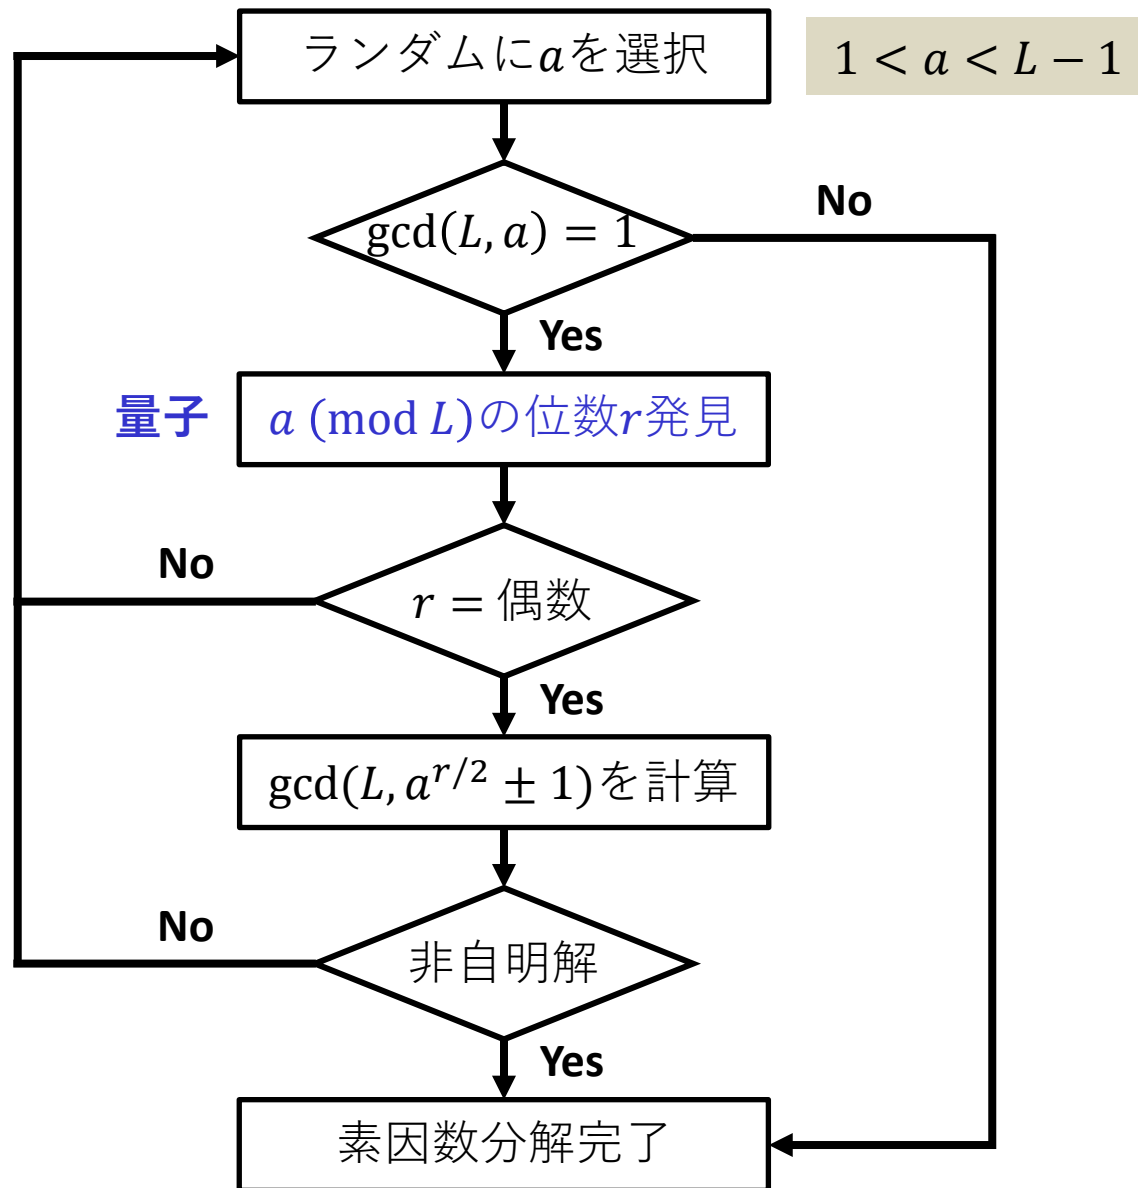 ランダムに𝑎を選択
1 < 𝑎 < 𝐿 − 1
gcd(𝐿, 𝑎) = 1
No
Yes
量子
𝑎 (mod 𝐿)の位数𝑟発見
No
𝑟 = 偶数
Yes
gcd(𝐿, 𝑎^{𝑟/2} ± 1)を計算
No
非自明解
Yes
素因数分解完了